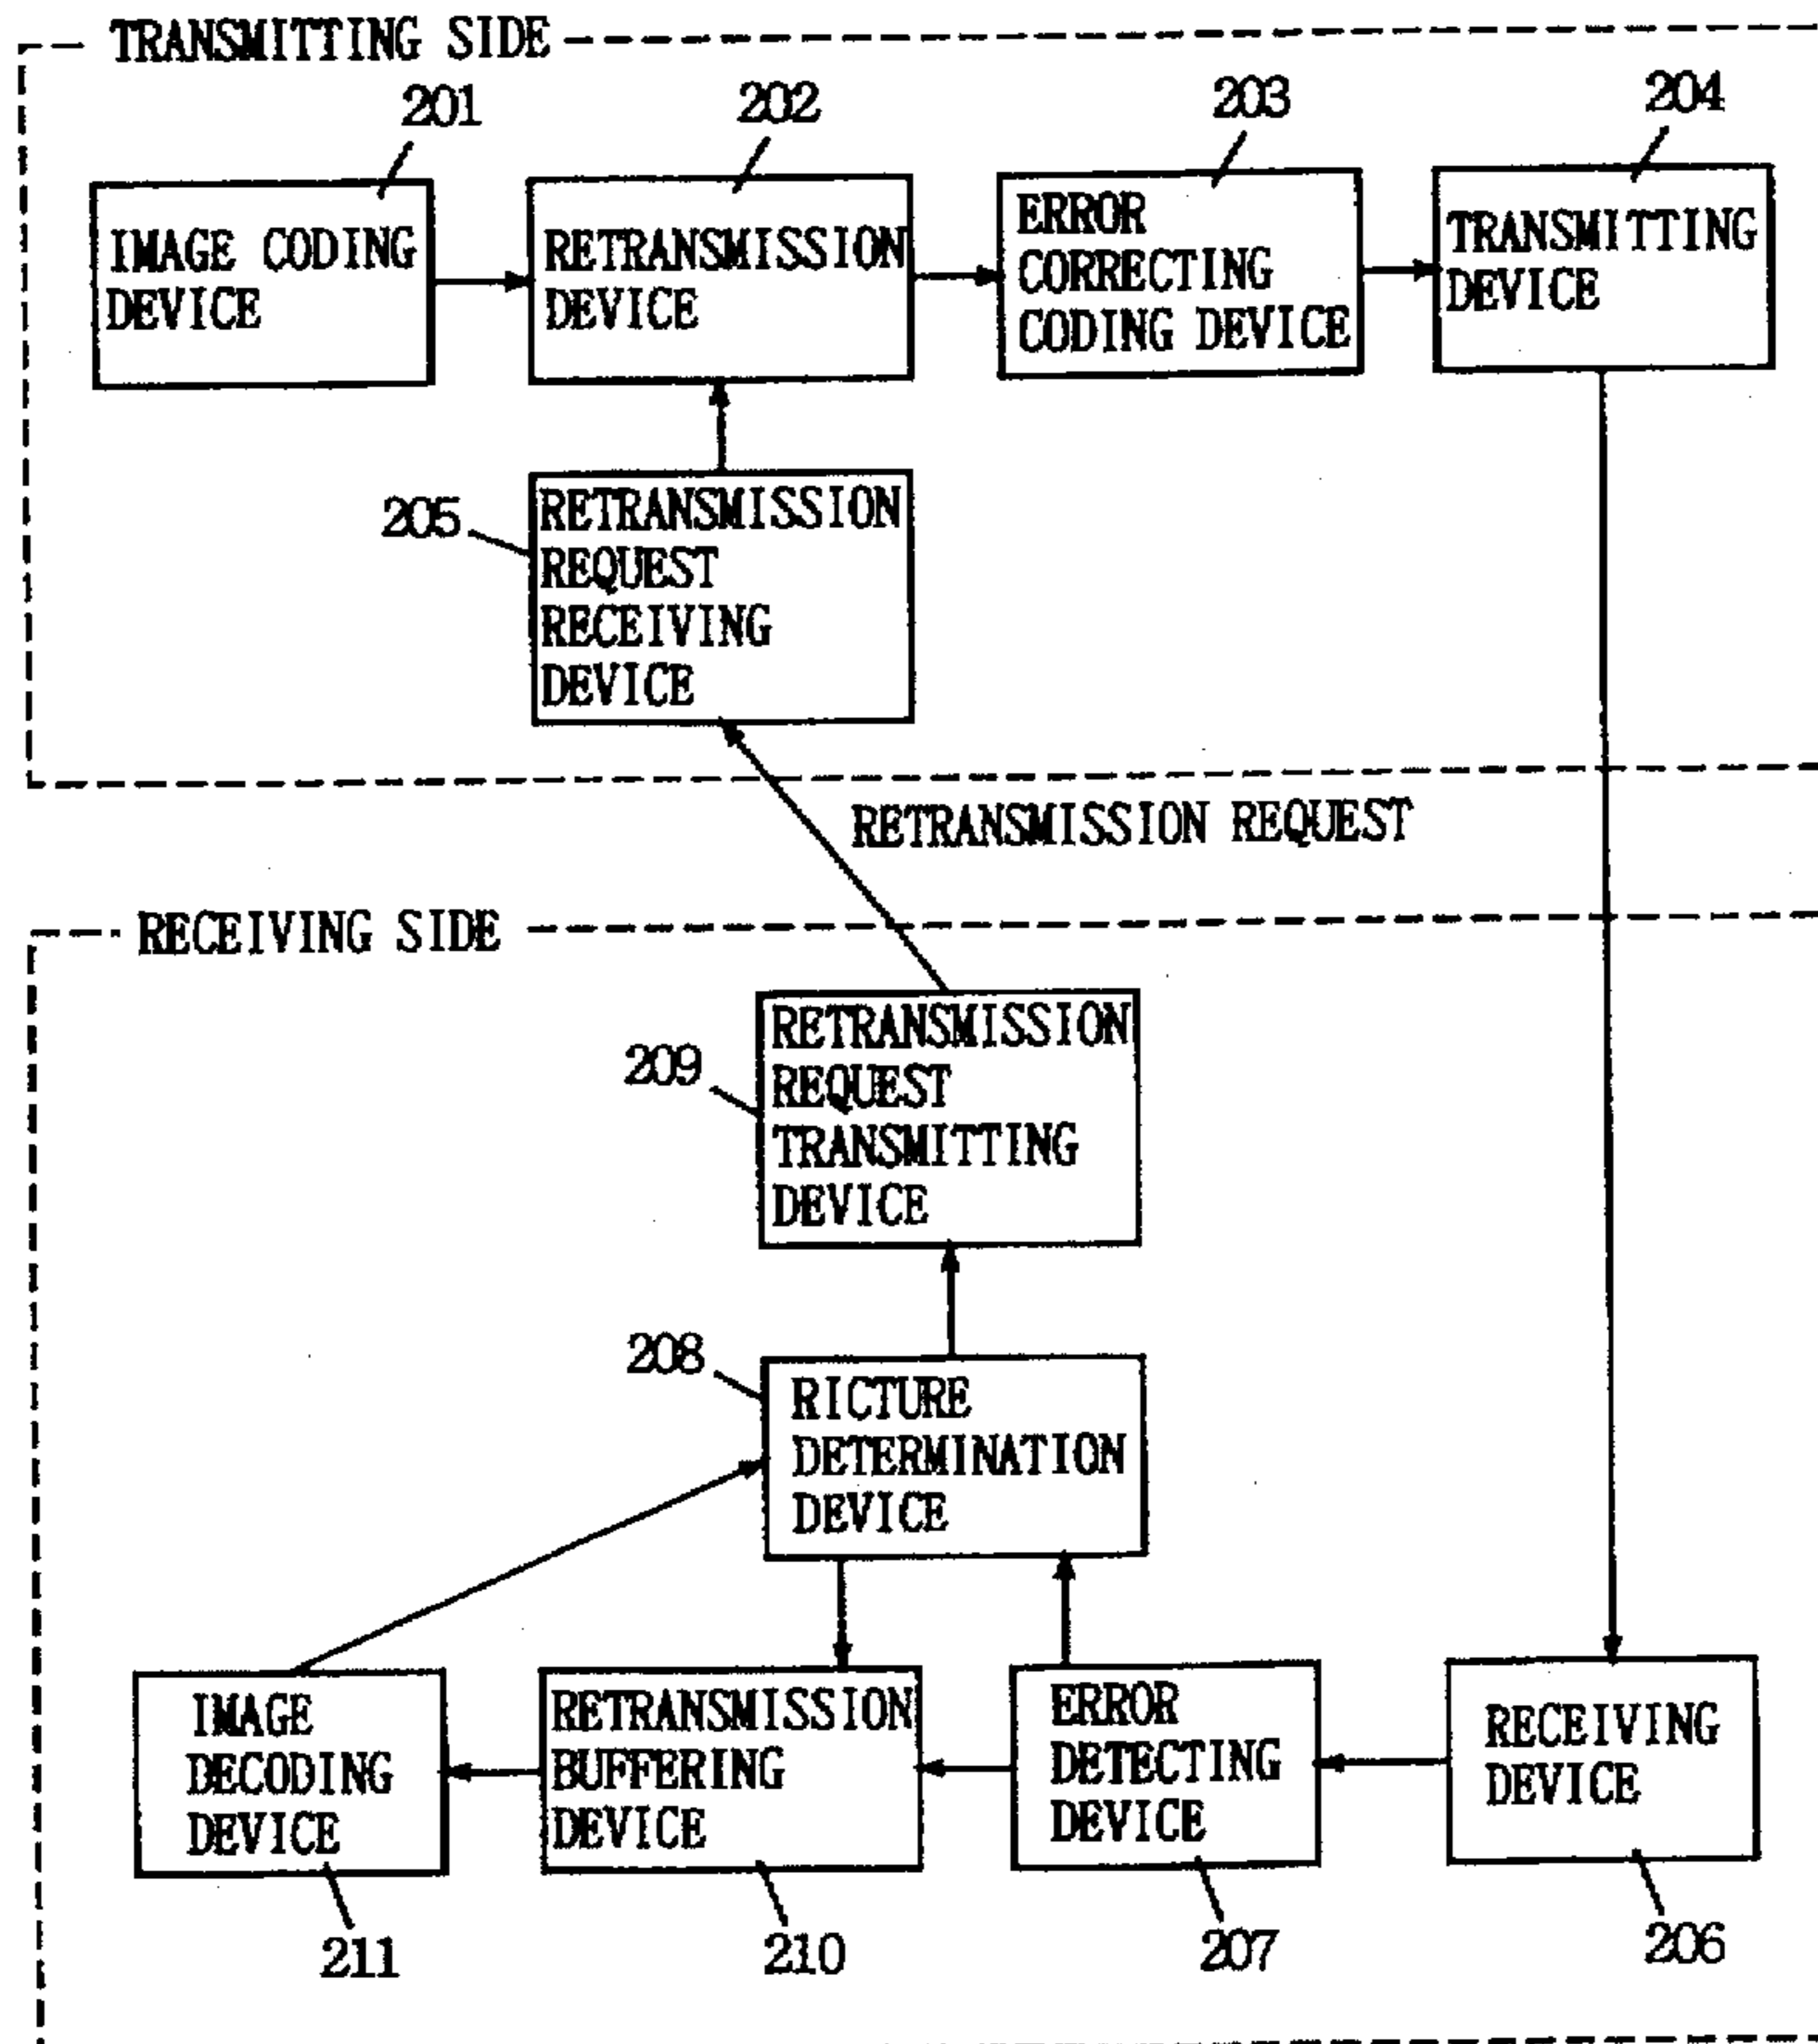 TRANSMITTING SIDE
201
202
203
204
IMAGE CODING
DEVICE
RETRANSMISSION
DEVICE
ERROR
CORRECTING
CODING DEVICE
TRANSMITTING
DEVICE
205
RETRANSMISSION
REQUEST
RECEIVING
DEVICE
RETRANSMISSION REQUEST
RECEIVING SIDE
209
RETRANSMISSION
REQUEST
TRANSMITTING
DEVICE
208
RICTURE
DETERMINATION
DEVICE
IMAGE
DECODING
DEVICE
RETRANSMISSION
BUFFERING
DEVICE
ERROR
DETECTING
DEVICE
RECEIVING
DEVICE
211
210
207
206